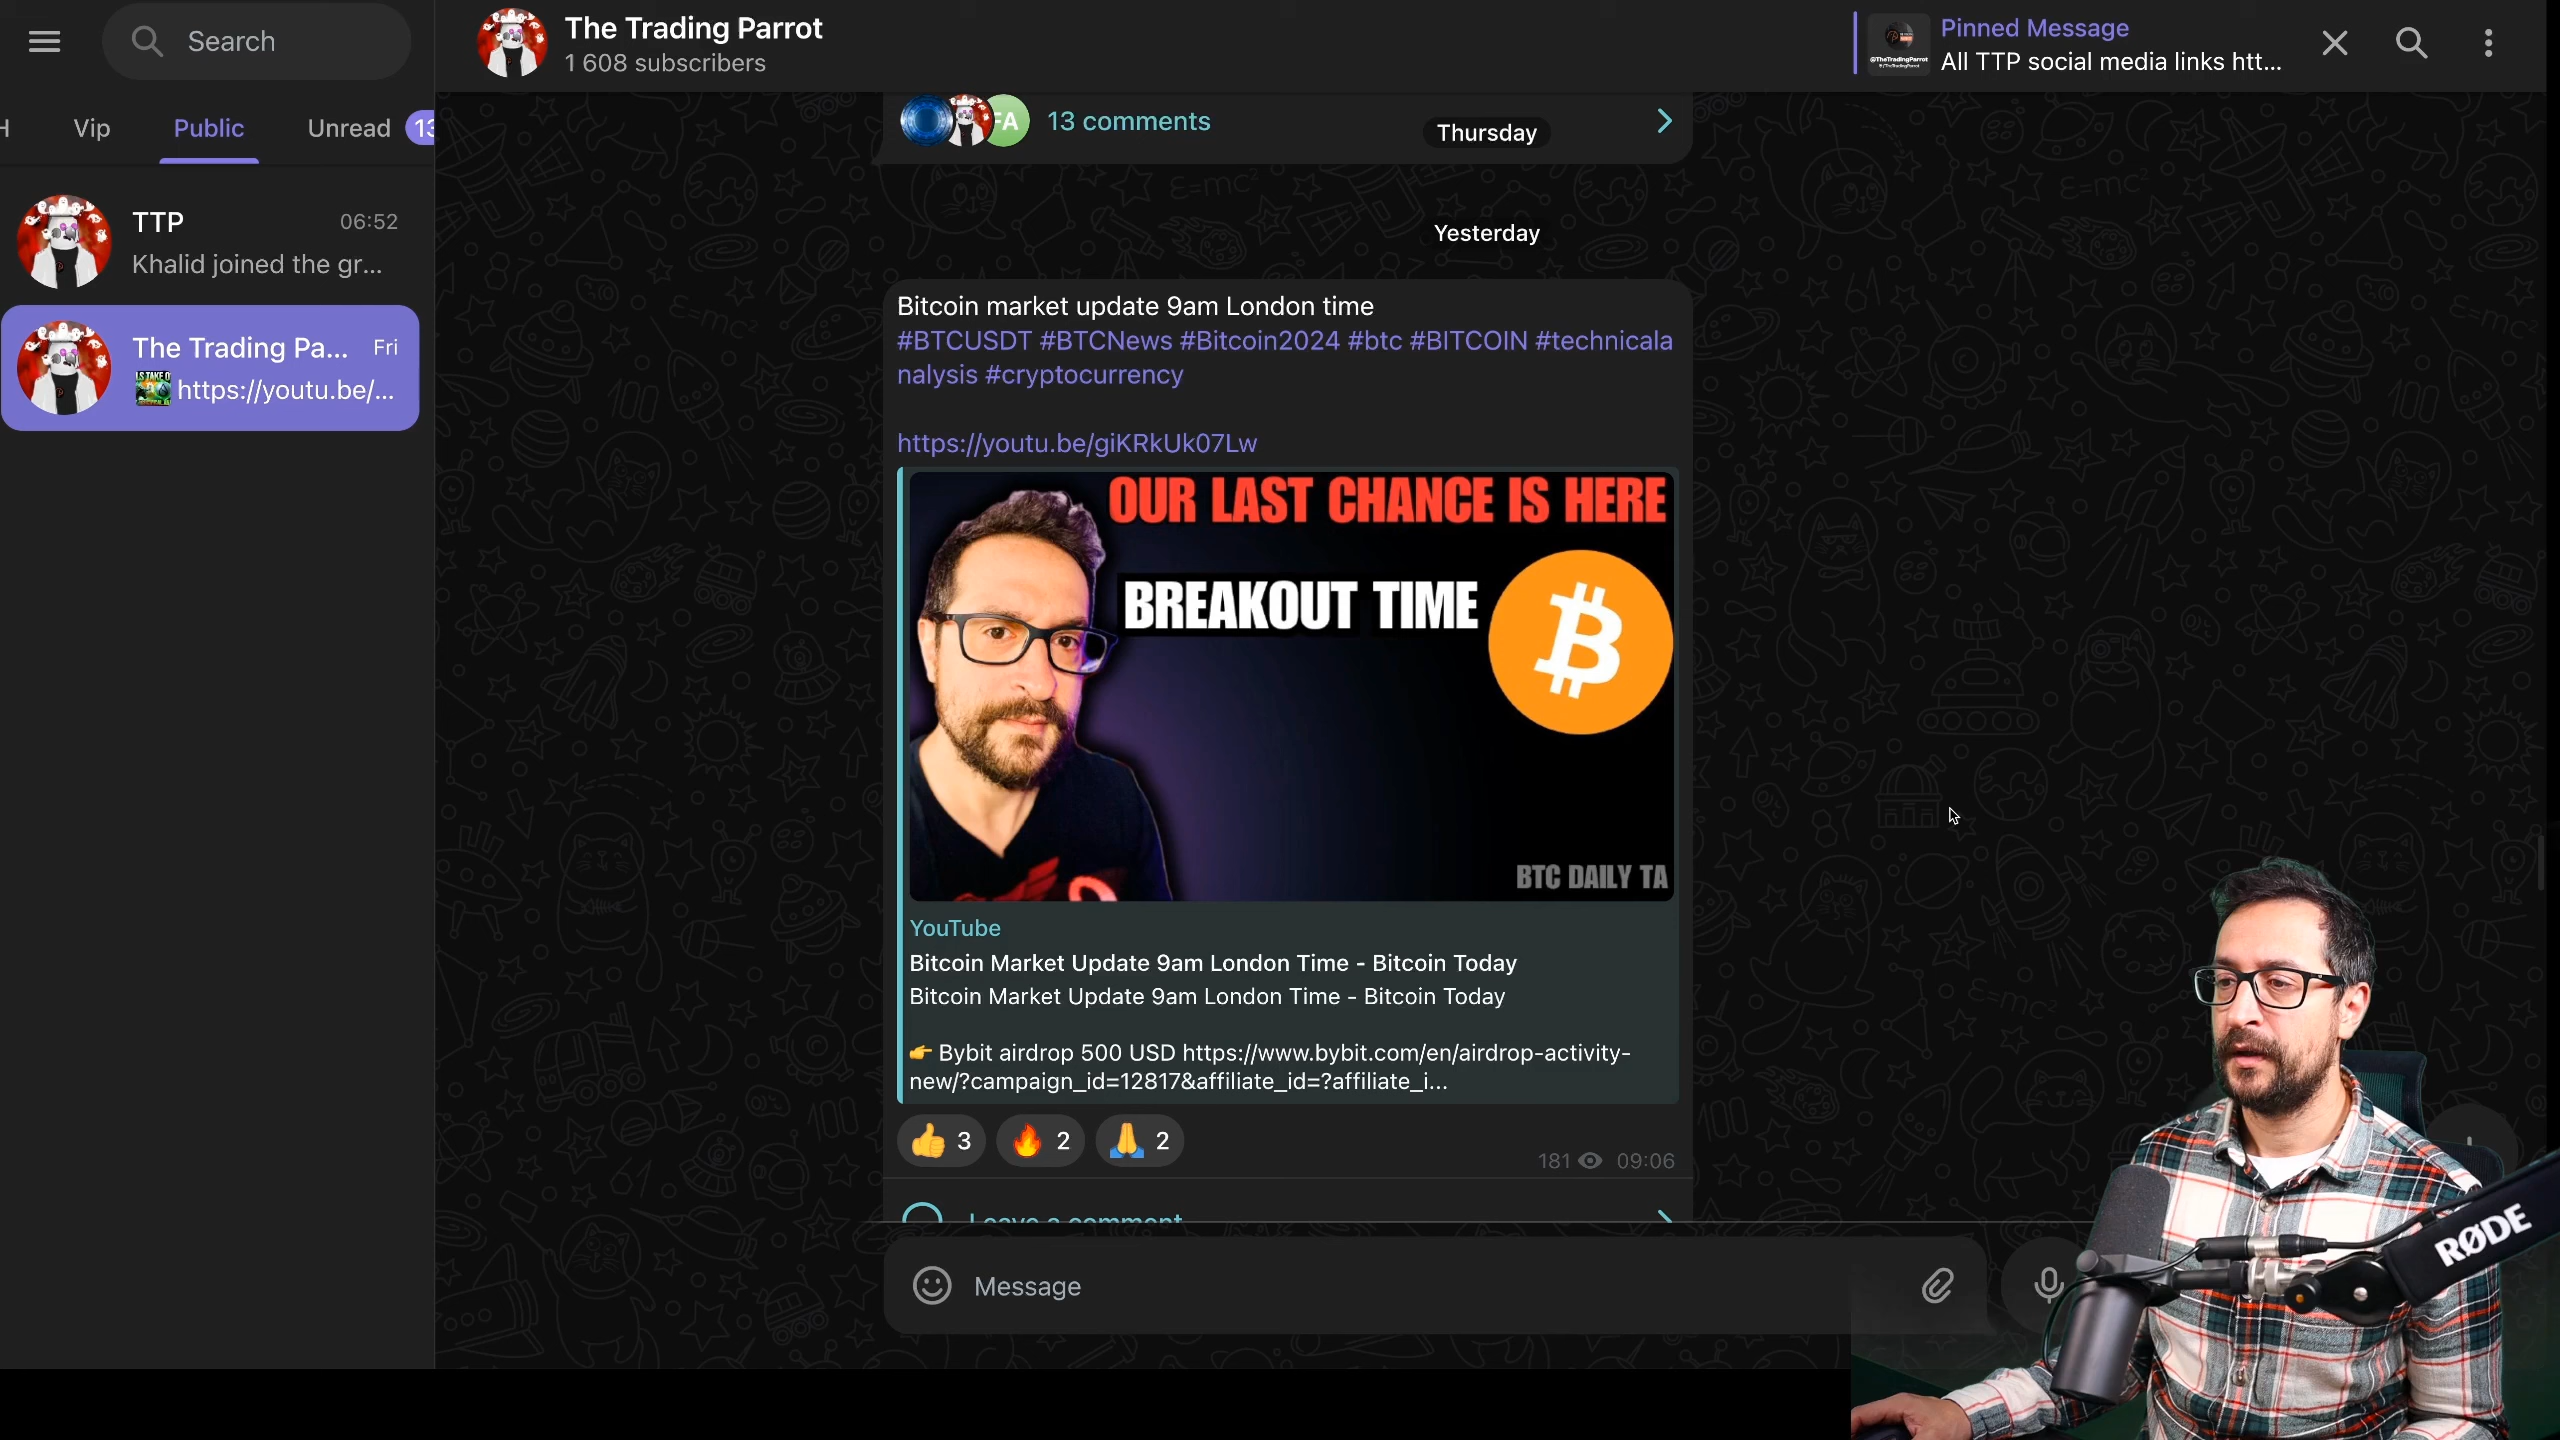 Search
The Trading Parrot
1 608 subscribers
Pinned Message
All TTP social media links htt...
@TheTradingParrot
H
Vip
Public
Unread
13
TTP
06:52
Khalid joined the gr...
The Trading Pa...
Fri
https://youtu.be/...
FA
13 comments
Thursday
Yesterday
Bitcoin market update 9am London time
#BTCUSDT #BTCNews #Bitcoin2024 #btc #BITCOIN #technicala
nalysis #cryptocurrency
https://youtu.be/giKRkUk07Lw
OUR LAST CHANCE IS HERE
BREAKOUT TIME
BTC DAILY TA
YouTube
Bitcoin Market Update 9am London Time - Bitcoin Today
Bitcoin Market Update 9am London Time - Bitcoin Today
👉 Bybit airdrop 500 USD https://www.bybit.com/en/airdrop-activity-
new/?campaign_id=12817&affiliate_id=?affiliate_i...
👍 3
🔥 2
🙏 2
181
09:06
Leave a comment
Message
RØDE